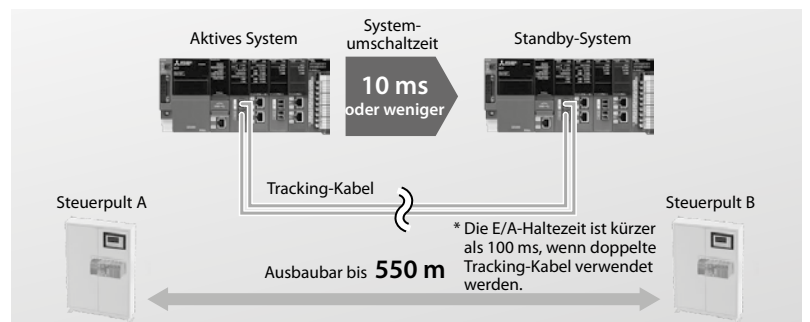 Aktives System
System-
umschaltzeit
Standby-System
10 ms
oder weniger
Tracking-Kabel
Steuerpult A
Steuerpult B
* Die E/A-Haltezeit ist kürzer
als 100 ms, wenn doppelte
Tracking-Kabel verwendet
werden.
Ausbaubar bis 550 m